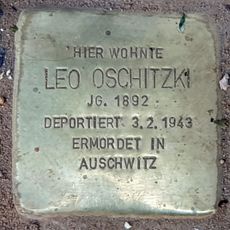 HIER WOHNTE
LEO OSCHITZKI
JG. 1892
DEPORTIERT 3.2.1943
ERMORDET IN
AUSCHWITZ